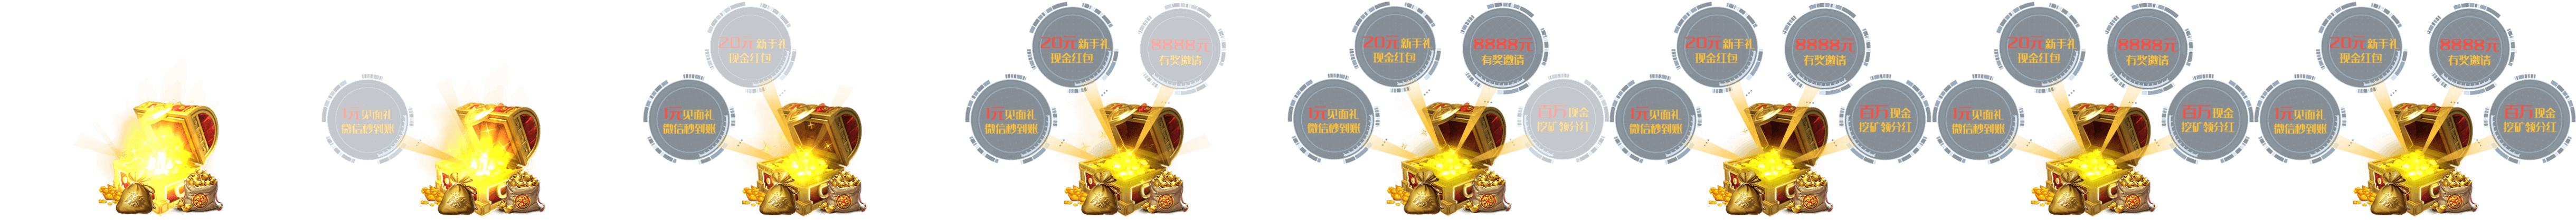 1元见面礼
微信秒到账
1元见面礼
微信秒到账
20元新手礼
现金红包
1元见面礼
微信秒到账
20元新手礼
现金红包
8888元
有奖邀请
1元见面礼
微信秒到账
20元新手礼
现金红包
8888元
有奖邀请
百万现金
挖矿领分红
1元见面礼
微信秒到账
20元新手礼
现金红包
8888元
有奖邀请
百万现金
挖矿领分红
1元见面礼
微信秒到账
20元新手礼
现金红包
8888元
有奖邀请
百万现金
挖矿领分红
1元见面礼
微信秒到账
20元新手礼
现金红包
8888元
有奖邀请
百万现金
挖矿领分红